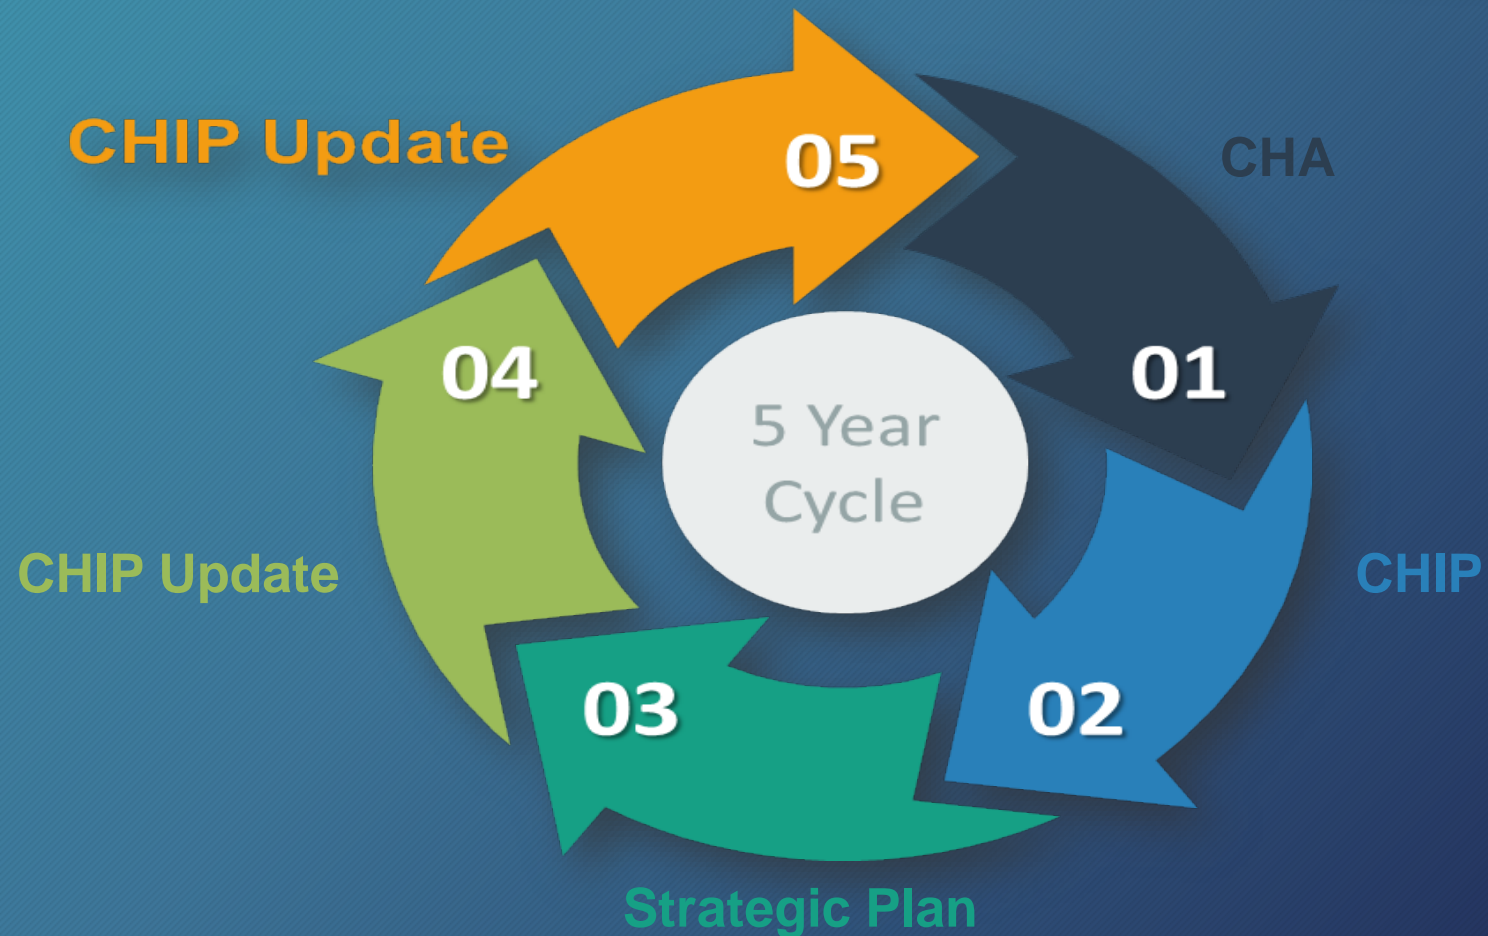 CHIP Update
05
CHA
04
01
5 Year
Cycle
CHIP Update
CHIP
03
02
Strategic Plan